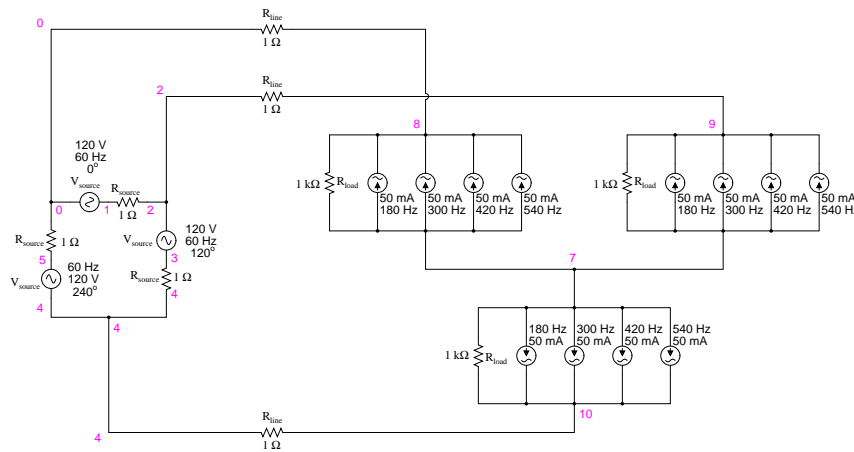 0
R_line
1 Ω
2
R_line
1 Ω
8
9
120 V
60 Hz
0°
V_source
R_source
0
1
1 Ω
2
R_source
1 Ω
V_source
120 V
60 Hz
120°
5
3
V_source
60 Hz
120 V
240°
R_source
1 Ω
4
4
4
1 kΩ
R_load
50 mA
180 Hz
50 mA
300 Hz
50 mA
420 Hz
50 mA
540 Hz
1 kΩ
R_load
50 mA
180 Hz
50 mA
300 Hz
50 mA
420 Hz
50 mA
540 Hz
7
180 Hz
50 mA
300 Hz
50 mA
420 Hz
50 mA
540 Hz
50 mA
1 kΩ
R_load
10
4
R_line
1 Ω